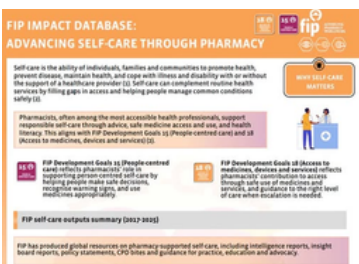 FIP IMPACT DATABASE:
ADVANCING SELF-CARE THROUGH PHARMACY
fip
Self-care is the ability of individuals, families and communities to promote health,
prevent disease, maintain health, and cope with illness and disability with or without
the support of a healthcare provider (1). Self-care can complement routine health
services by filling gaps in access and helping people manage common conditions
safely (2).
WHY SELF-CARE
MATTERS
Pharmacists, often among the most accessible health professionals, support
responsible self-care through advice, safe medicine access and use, and health
literacy. This aligns with FIP Development Goals 15 (People-centred care) and 18
(Access to medicines, devices and services) (2).
FIP Development Goals 15 (People-centred
care) reflects pharmacists' role in
supporting person-centred self-care by
helping people make safe decisions,
recognise warning signs, and use
medicines appropriately.
FIP Development Goals 18 (Access to
medicines, devices and services) reflects
pharmacists' contribution to access
through safe use of medicines and
services, and guidance to the right level
of care when escalation is needed.
FIP self-care outputs summary (2017-2025)
FIP has produced global resources on pharmacy-supported self-care, including intelligence reports, insight
board reports, policy statements, CPD bites and guidance for practice, education and advocacy.